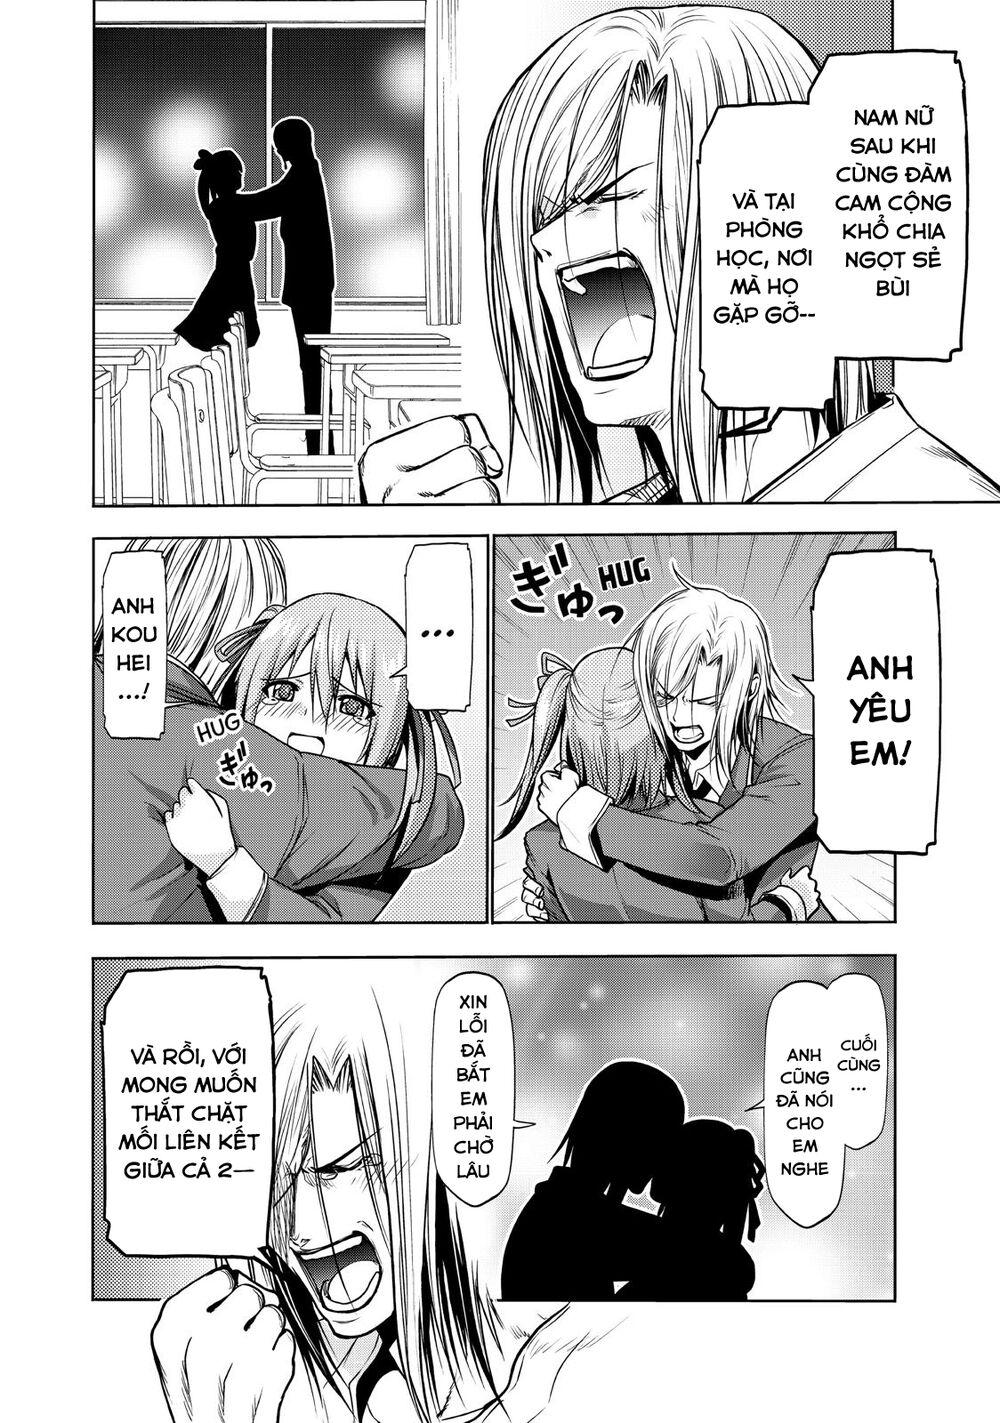 NAM NỮ
SAU KHI
CÙNG ĐÀM
CAM CỘNG
KHỔ CHIA
NGỌT SẺ
BÙI
VÀ TẠI
PHÒNG
HỌC, NƠI
MÀ HỌ
GẶP GỠ--
ぎゅっ
HUG
ANH
YÊU
EM!
...
ANH
KOU
HEI
...!
HUG
ぎゅっ
CUỐI
CÙNG
...
ANH
CŨNG
ĐÃ NÓI
CHO
EM
NGHE
XIN
LỖI
ĐÃ
BẮT
EM
PHẢI
CHỜ
LÂU
VÀ RỒI, VỚI
MONG MUỐN
THẮT CHẶT
MỐI LIÊN KẾT
GIỮA CẢ 2—